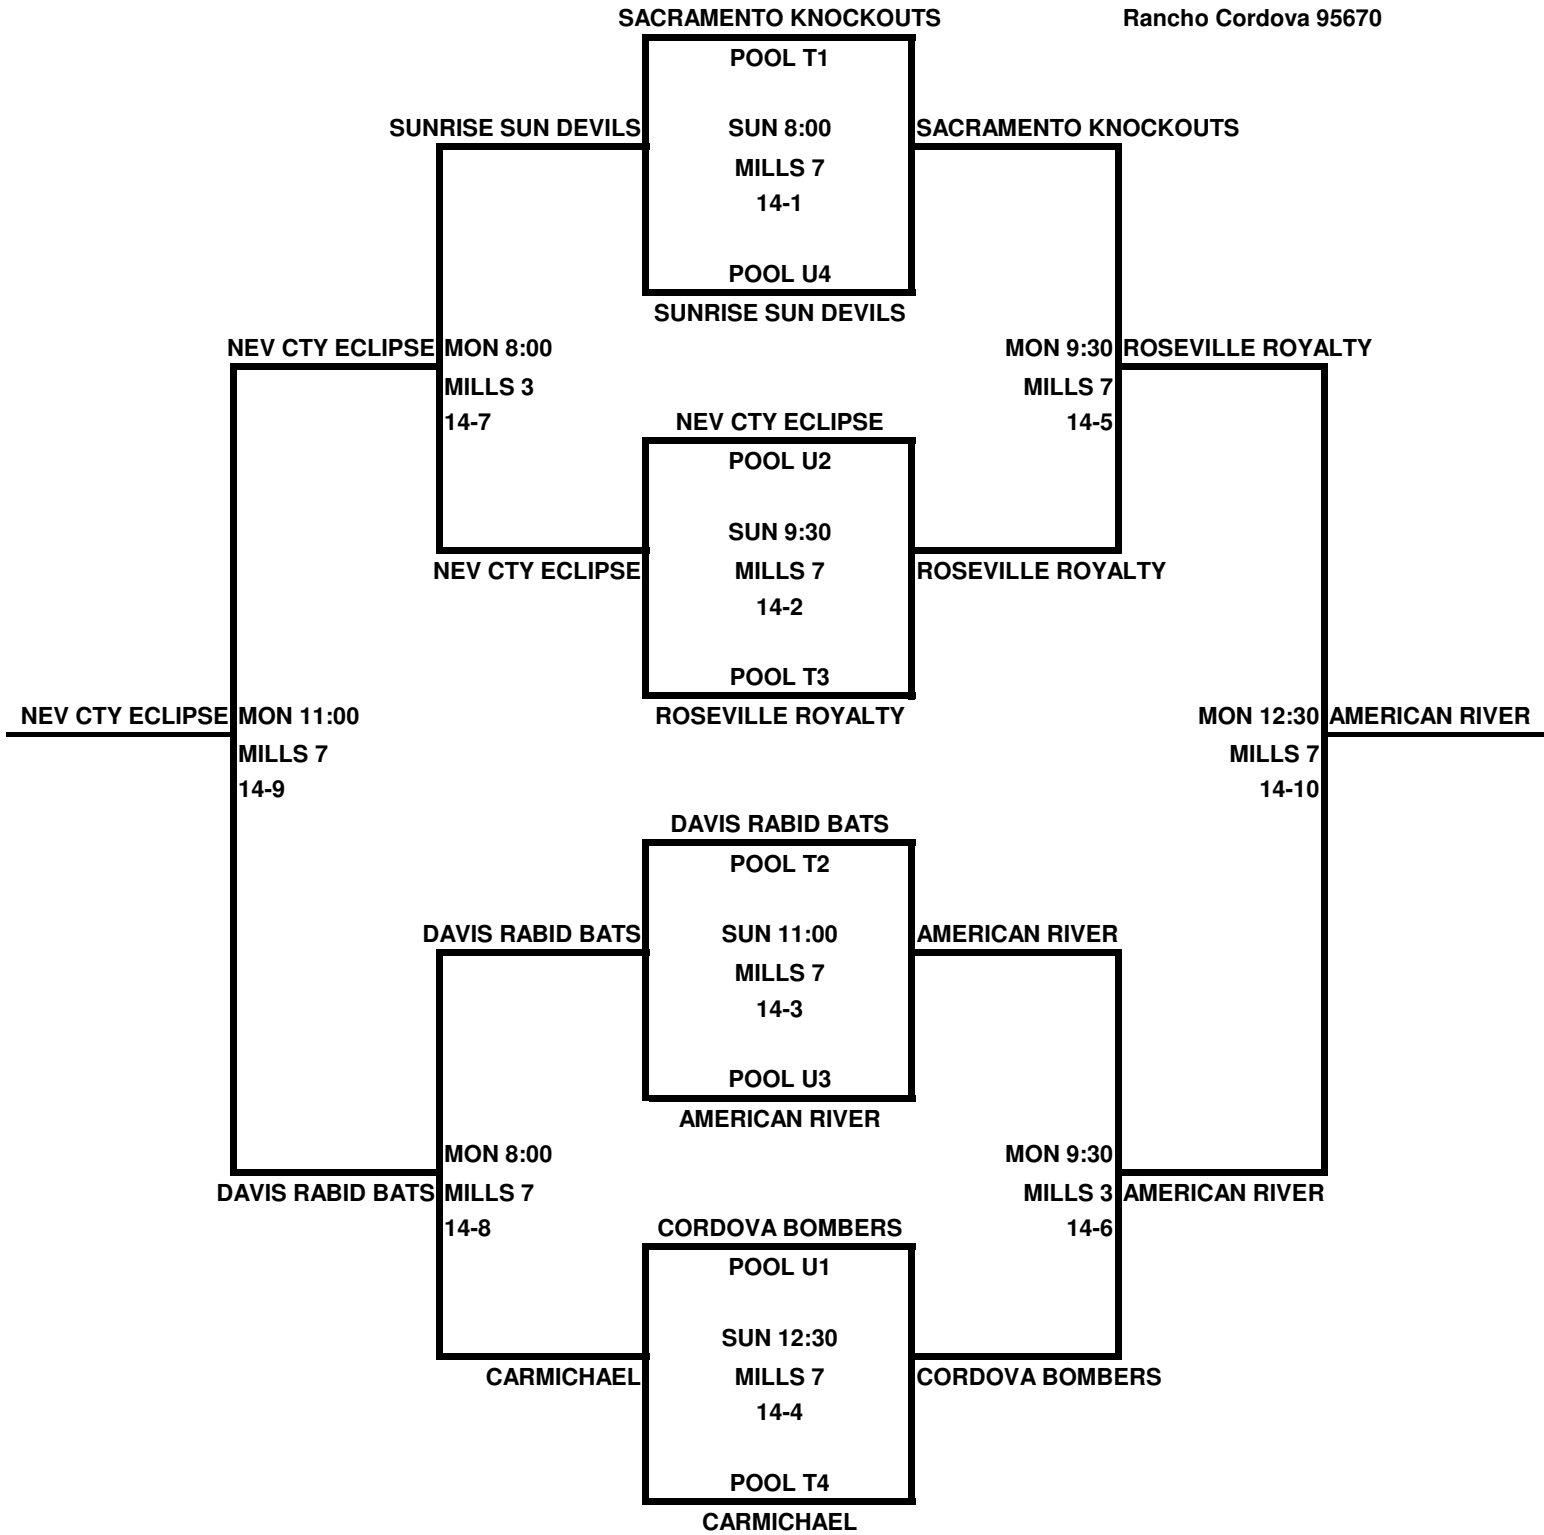 SACRAMENTO KNOCKOUTS Rancho Cordova 95670
POOL T1
SUNRISE SUN DEVILS SUN 8:00 SACRAMENTO KNOCKOUTS
MILLS 7
14-1
POOL U4
SUNRISE SUN DEVILS
NEV CTY ECLIPSE MON 8:00 MON 9:30 ROSEVILLE ROYALTY
MILLS 3 MILLS 7
14-7 NEV CTY ECLIPSE 14-5
POOL U2
SUN 9:30
NEV CTY ECLIPSE MILLS 7 ROSEVILLE ROYALTY
14-2
POOL T3
NEV CTY ECLIPSE MON 11:00 ROSEVILLE ROYALTY MON 12:30 AMERICAN RIVER
MILLS 7 MILLS 7
14-9 14-10
DAVIS RABID BATS
POOL T2
DAVIS RABID BATS SUN 11:00 AMERICAN RIVER
MILLS 7
14-3
POOL U3
AMERICAN RIVER
MON 8:00 MON 9:30
DAVIS RABID BATS MILLS 7 MILLS 3 AMERICAN RIVER
14-8 CORDOVA BOMBERS 14-6
POOL U1
SUN 12:30
CARMICHAEL MILLS 7 CORDOVA BOMBERS
14-4
POOL T4
CARMICHAEL